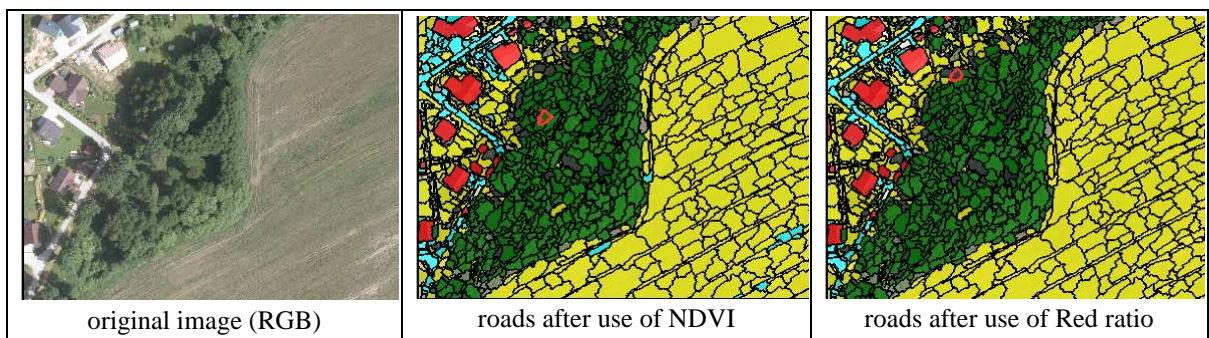 original image (RGB)
roads after use of NDVI
roads after use of Red ratio